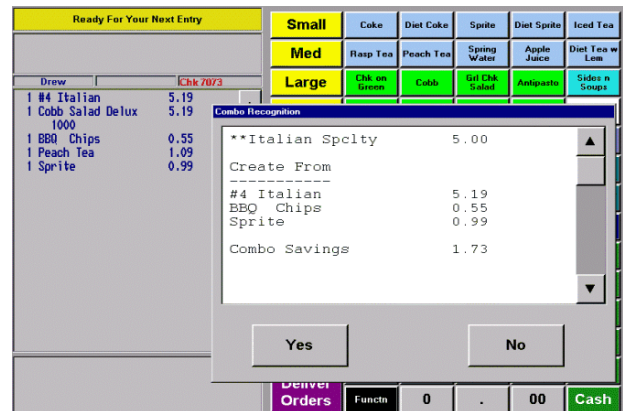 Ready For Your Next Entry
Small Coke Diet Coke Sprite Diet Sprite Iced Tea
Med Rasp Tea Peach Tea Spring Water Apple Juice Diet Tea w Lem
Large Chk on Green Cobb Grl Chk Salad Antipasto Sides n Soups
Drew Chk 7073
1 #4 Italian 5.19
1 Cobb Salad Delux 5.19
1000
1 BBQ Chips 0.55
1 Peach Tea 1.09
1 Sprite 0.99
Combo Recognition
**Italian Spclty 5.00
Create From
-----------
#4 Italian 5.19
BBQ Chips 0.55
Sprite 0.99
Combo Savings 1.73
Yes No
Deliver Orders Functn 0 . 00 Cash